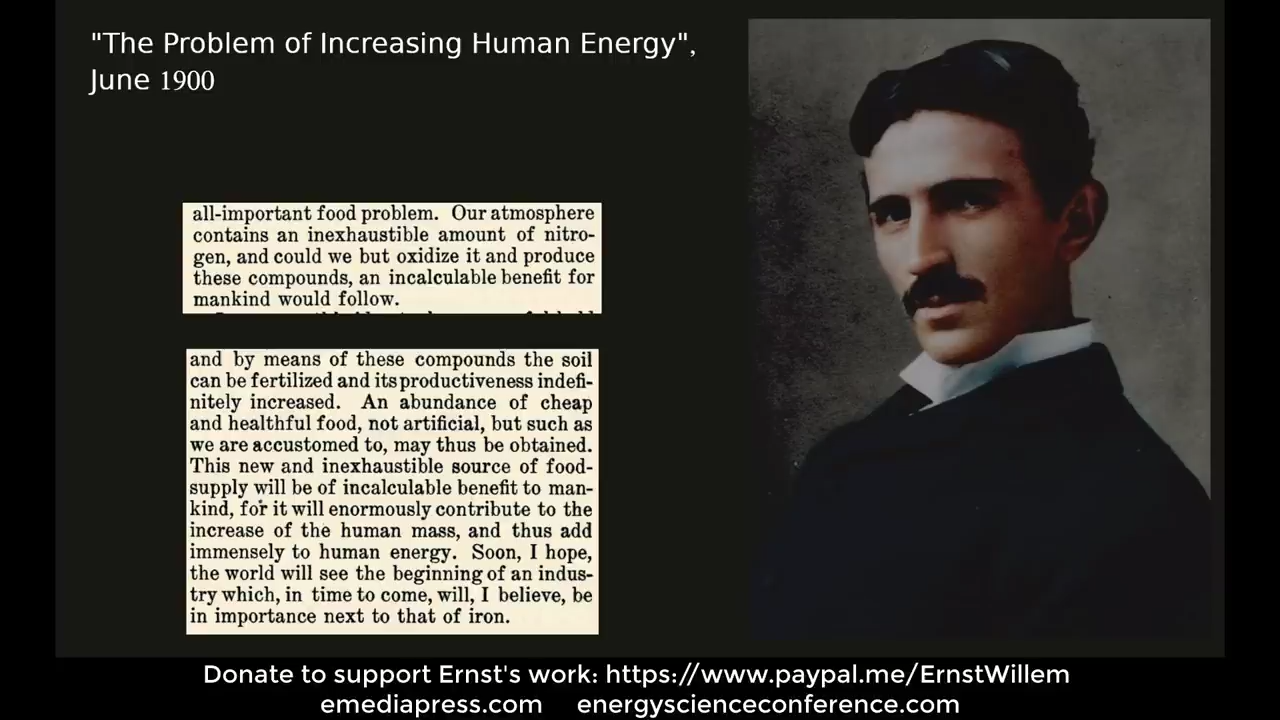 "The Problem of Increasing Human Energy",
June 1900
all-important food problem. Our atmosphere
contains an inexhaustible amount of nitro-
gen, and could we but oxidize it and produce
these compounds, an incalculable benefit for
mankind would follow.
and by means of these compounds the soil
can be fertilized and its productiveness indefi-
nitely increased. An abundance of cheap
and healthful food, not artificial, but such as
we are accustomed to, may thus be obtained.
This new and inexhaustible source of food-
supply will be of incalculable benefit to man-
kind, for it will enormously contribute to the
increase of the human mass, and thus add
immensely to human energy. Soon, I hope,
the world will see the beginning of an indus-
try which, in time to come, will, I believe, be
in importance next to that of iron.
Donate to support Ernst's work: https://www.paypal.me/ErnstWillem
emediapress.com energyscienceconference.com